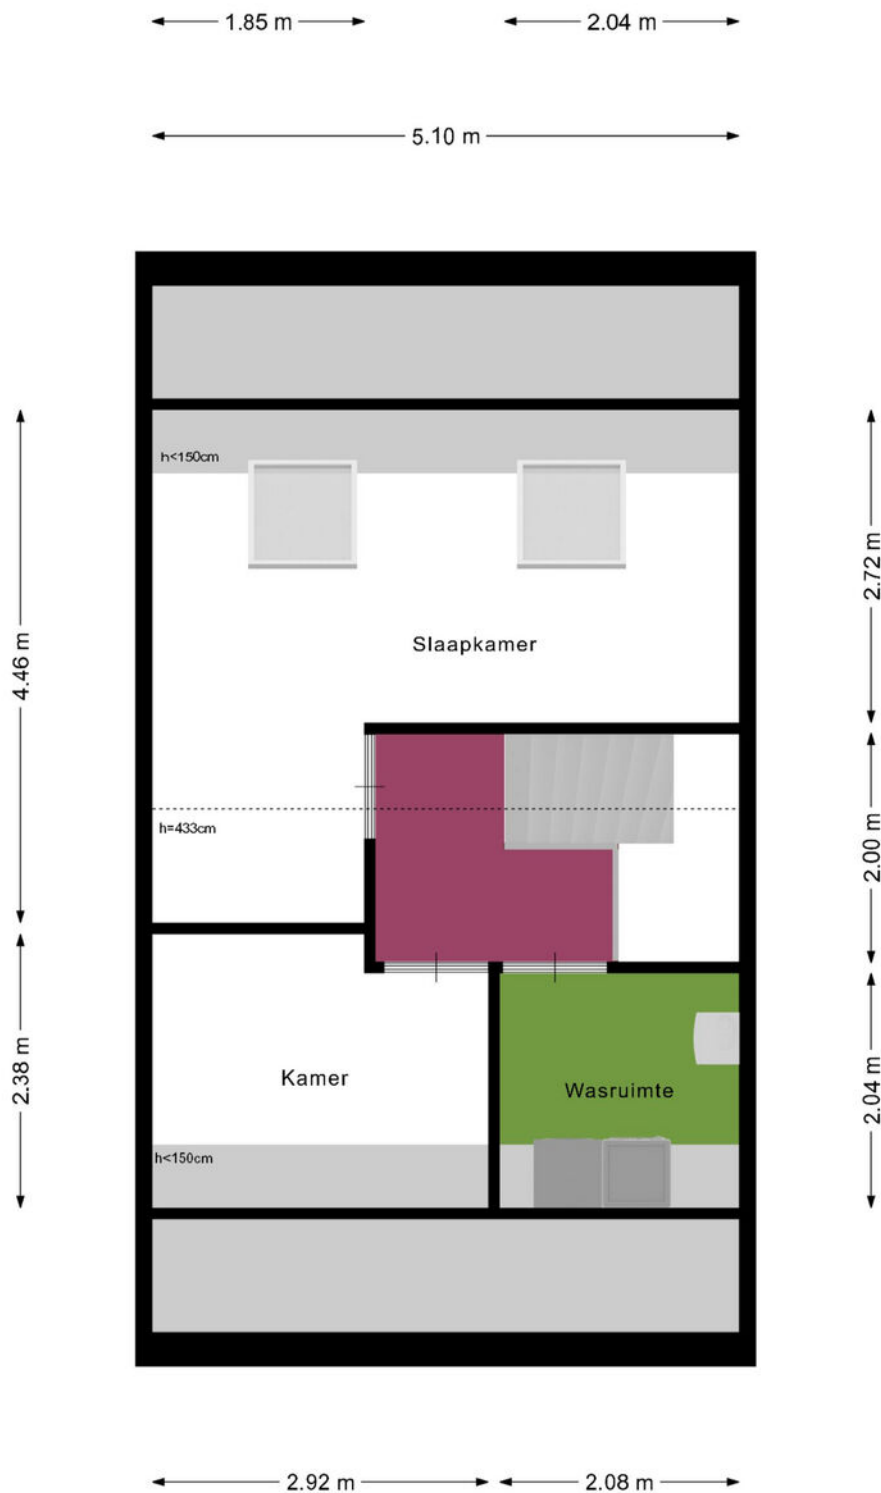 1.85 m
2.04 m
5.10 m
h<150cm
4.46 m
2.72 m
Slaapkamer
h=433cm
2.00 m
2.38 m
Kamer
Wasruimte
2.04 m
h<150cm
2.92 m
2.08 m